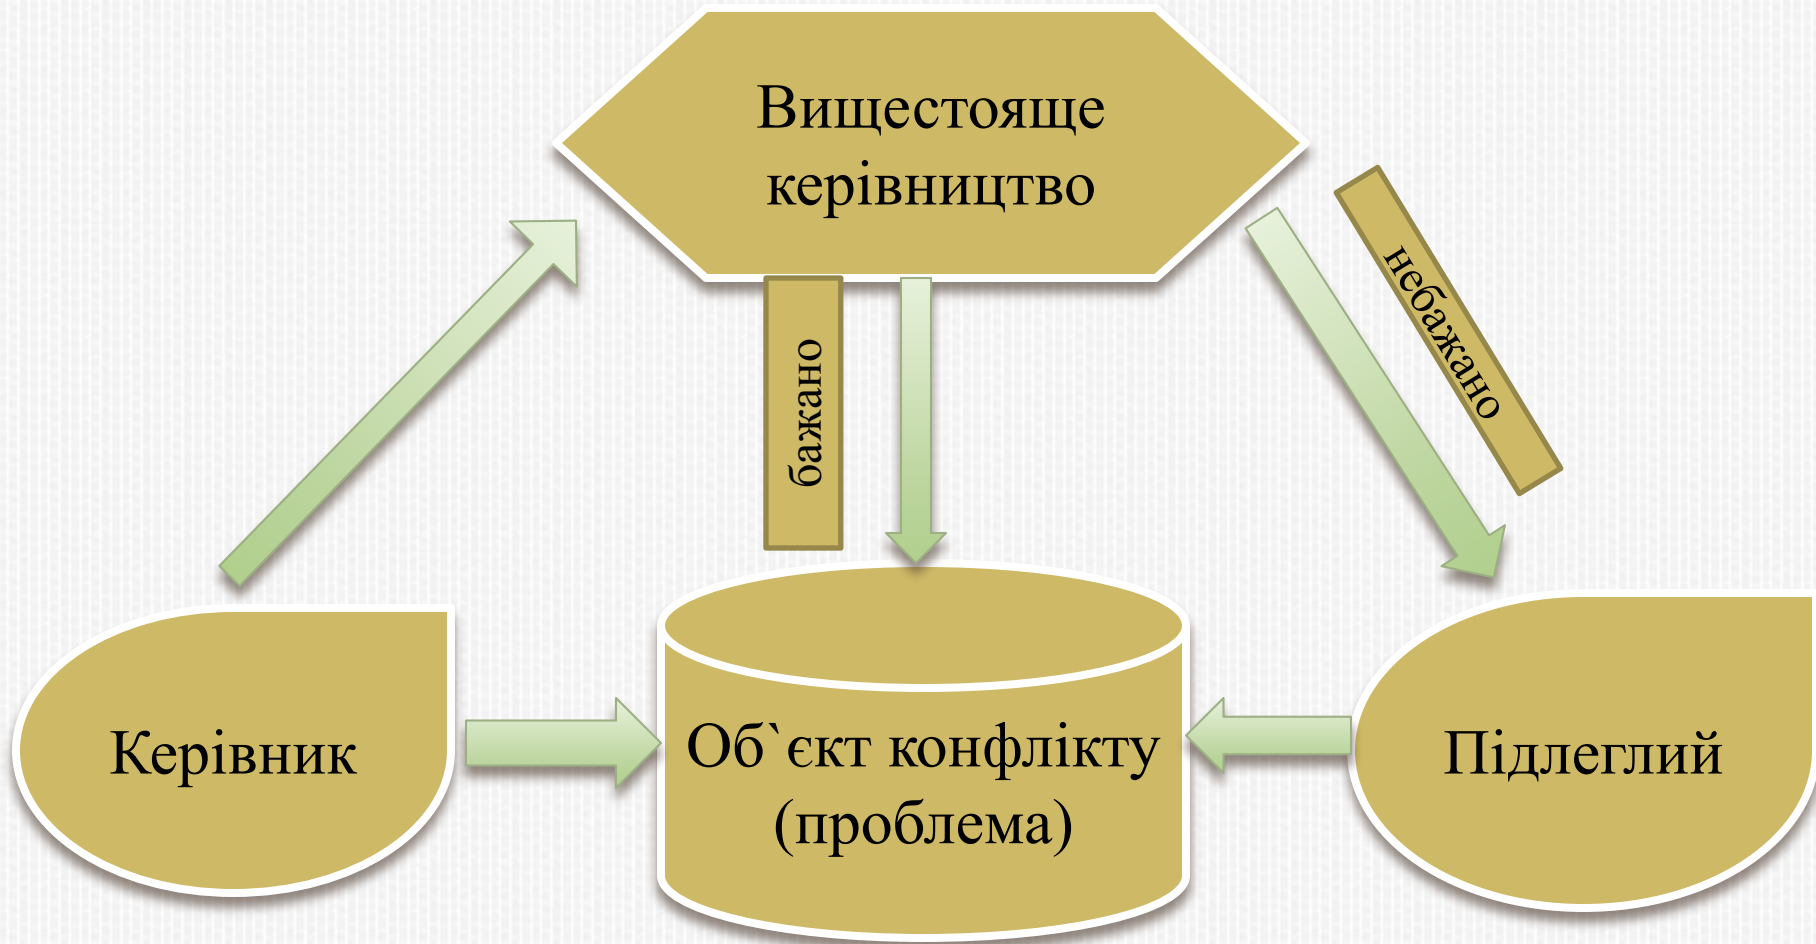 Вищестояще
керівництво
бажано
небажано
Керівник
Об`єкт конфлікту
(проблема)
Підлеглий